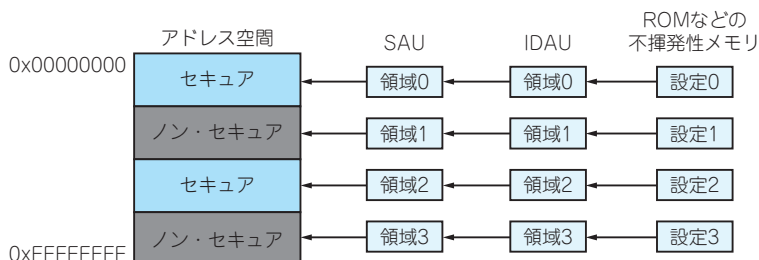 アドレス空間
SAU
IDAU
ROMなどの
不揮発性メモリ
0x00000000
セキュア
領域0
領域0
設定0
ノン・セキュア
領域1
領域1
設定1
セキュア
領域2
領域2
設定2
ノン・セキュア
領域3
領域3
設定3
0xFFFFFFFF